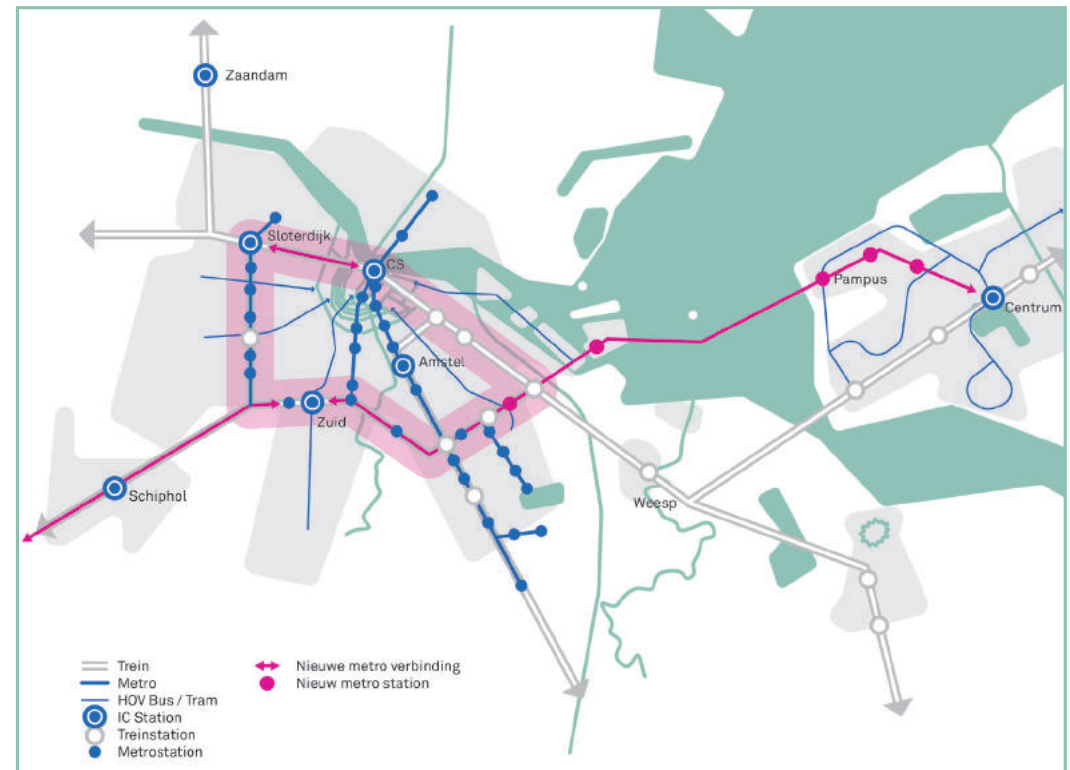 Zaandam
Sloterdijk
CS
Pampus
Centrum
Amstel
Zuid
Schiphol
Weesp
Trein
Metro
HOV Bus / Tram
IC Station
Treinstation
Metrostation
Nieuwe metro verbinding
Nieuw metro station